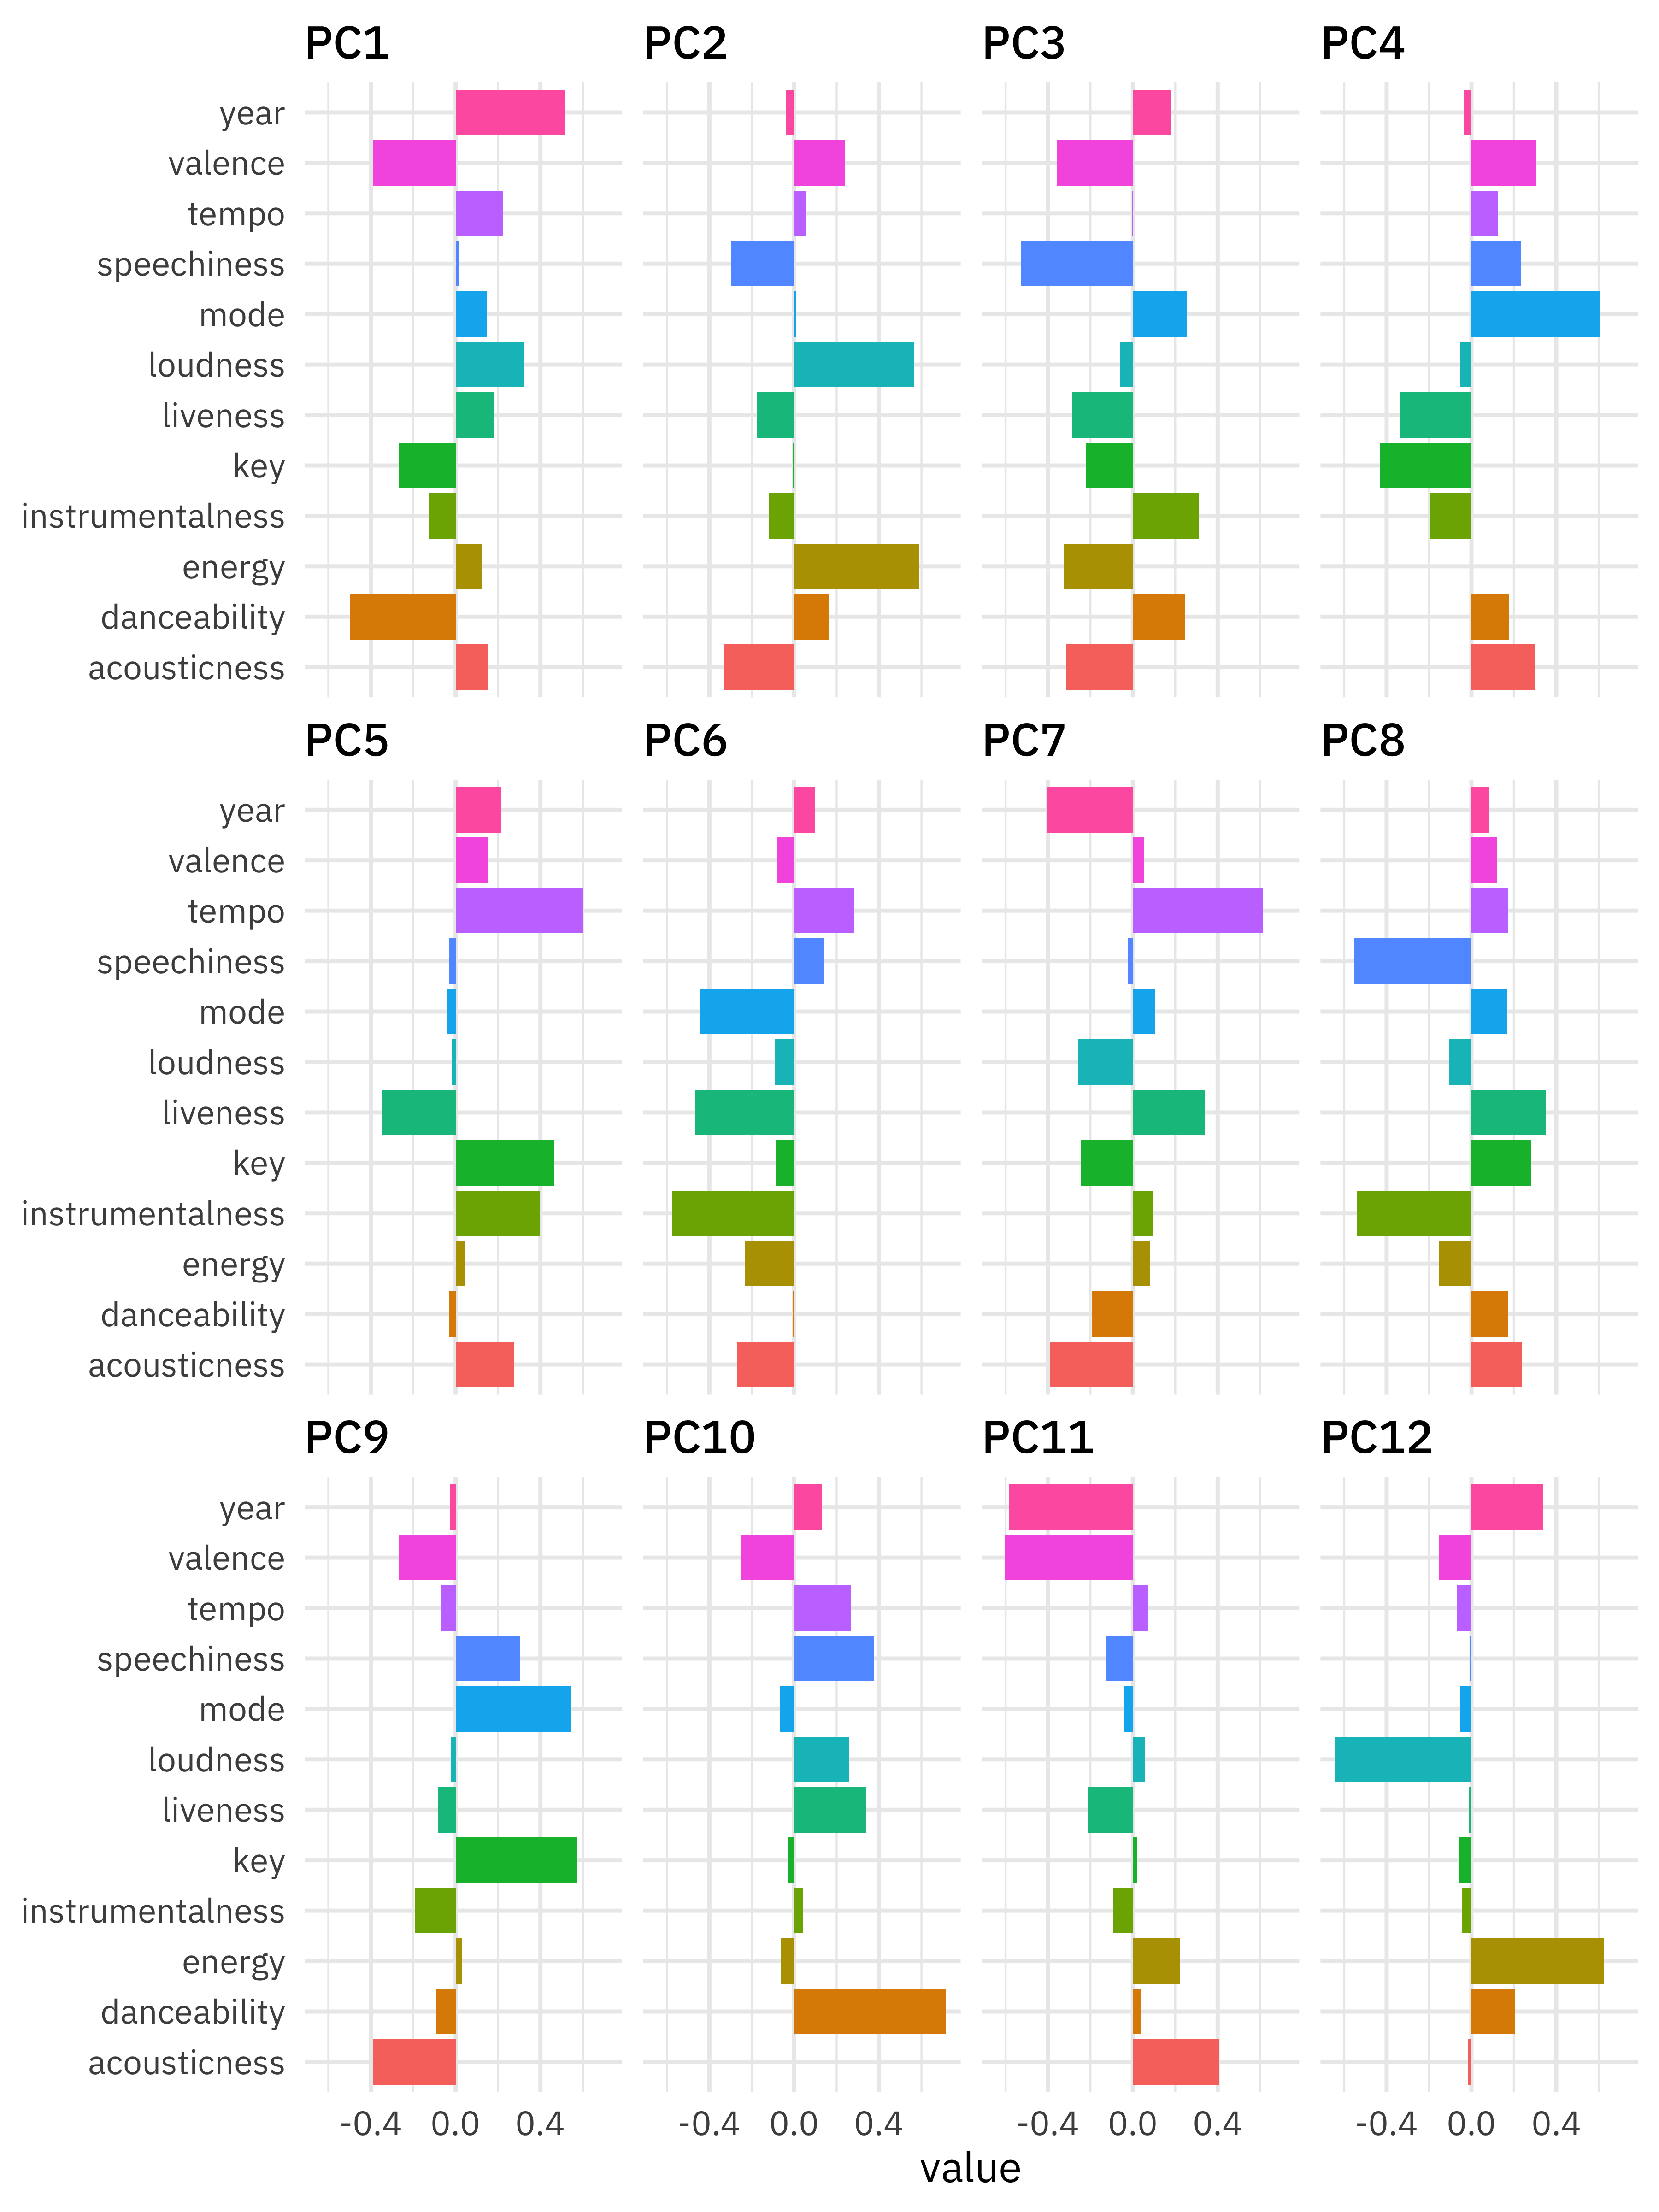 PC1 PC2 PC3 PC4
year
valence
tempo
speechiness
mode
loudness
liveness
key
instrumentalness
energy
danceability
acousticness
PC5 PC6 PC7 PC8
year
valence
tempo
speechiness
mode
loudness
liveness
key
instrumentalness
energy
danceability
acousticness
PC9 PC10 PC11 PC12
year
valence
tempo
speechiness
mode
loudness
liveness
key
instrumentalness
energy
danceability
acousticness
-0.4 0.0 0.4 -0.4 0.0 0.4 -0.4 0.0 0.4 -0.4 0.0 0.4
value